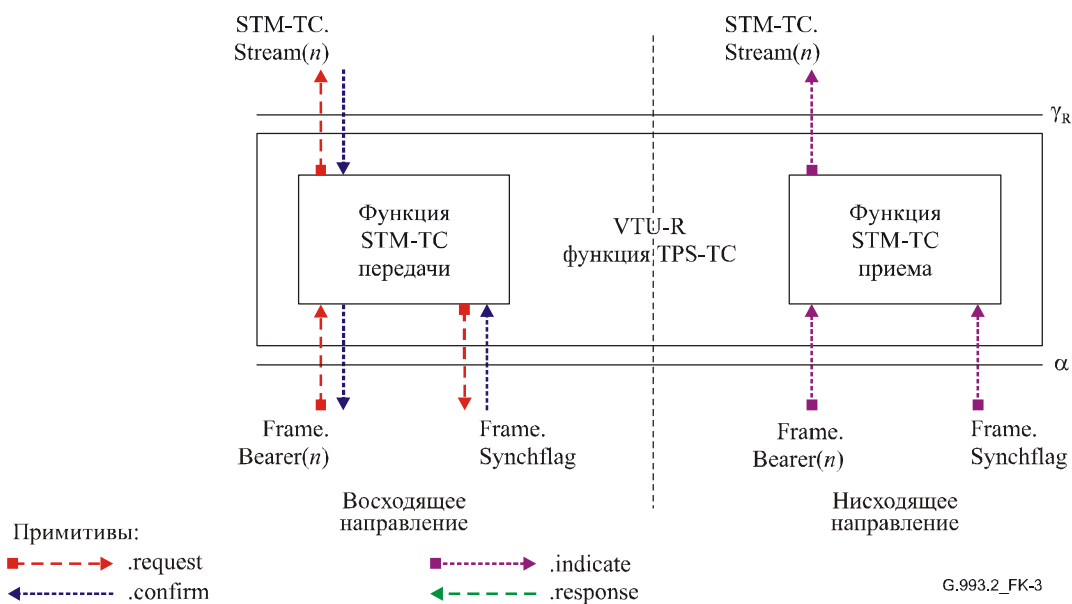 STM-TC.
Stream(n)
STM-TC.
Stream(n)
γR
Функция
STM-TC
передачи
VTU-R
функция TPS-TC
Функция
STM-TC
приема
α
Frame.
Bearer(n)
Frame.
Synchflag
Frame.
Bearer(n)
Frame.
Synchflag
Восходящее
направление
Нисходящее
направление
Примитивы:
.request
.confirm
.indicate
.response
G.993.2_FK-3